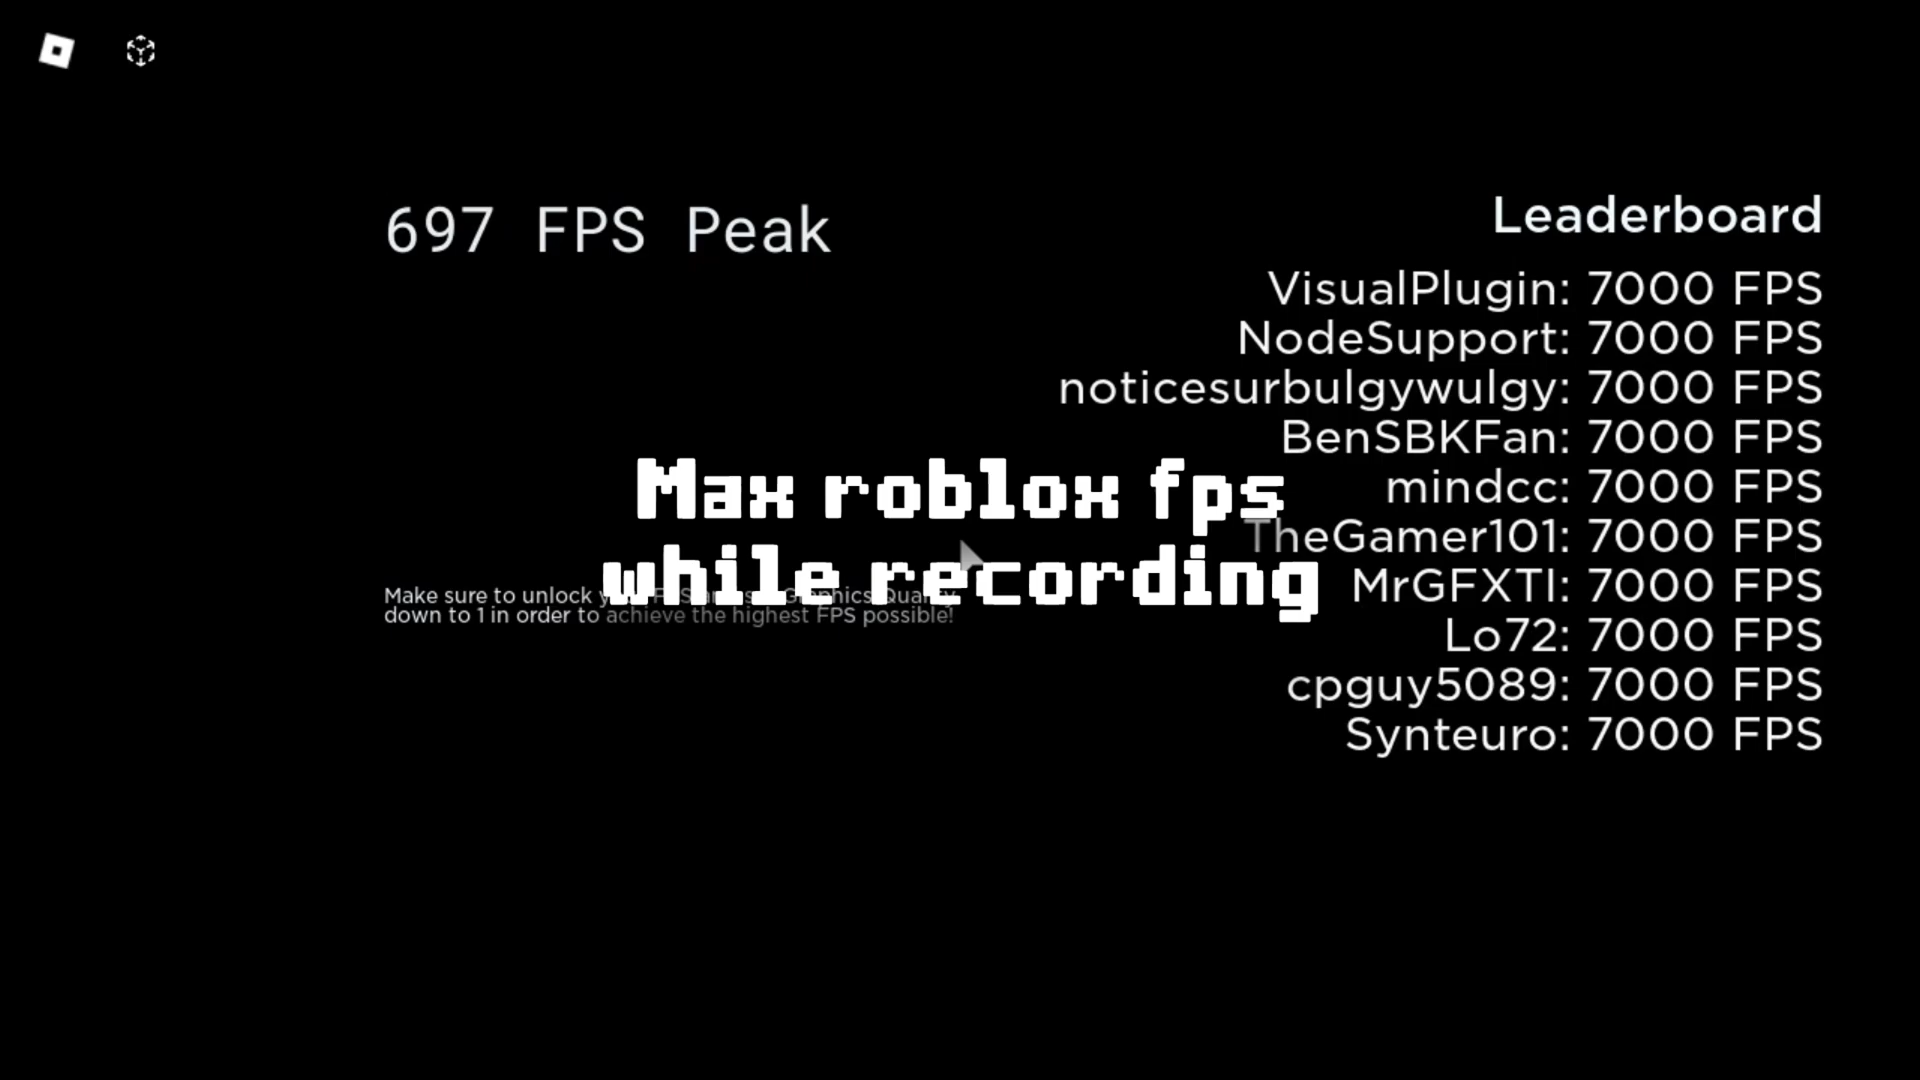 697 FPS Peak
Leaderboard
VisualPlugin: 7000 FPS
NodeSupport: 7000 FPS
noticesurbulgywulgy: 7000 FPS
BenSBKFan: 7000 FPS
mindcc: 7000 FPS
TheGamer101: 7000 FPS
MrGFXTI: 7000 FPS
Lo72: 7000 FPS
cpguy5089: 7000 FPS
Synteuro: 7000 FPS
Max roblox fps
while recording
Make sure to unlock Graphics
down to 1 in order to achieve the highest FPS possible!